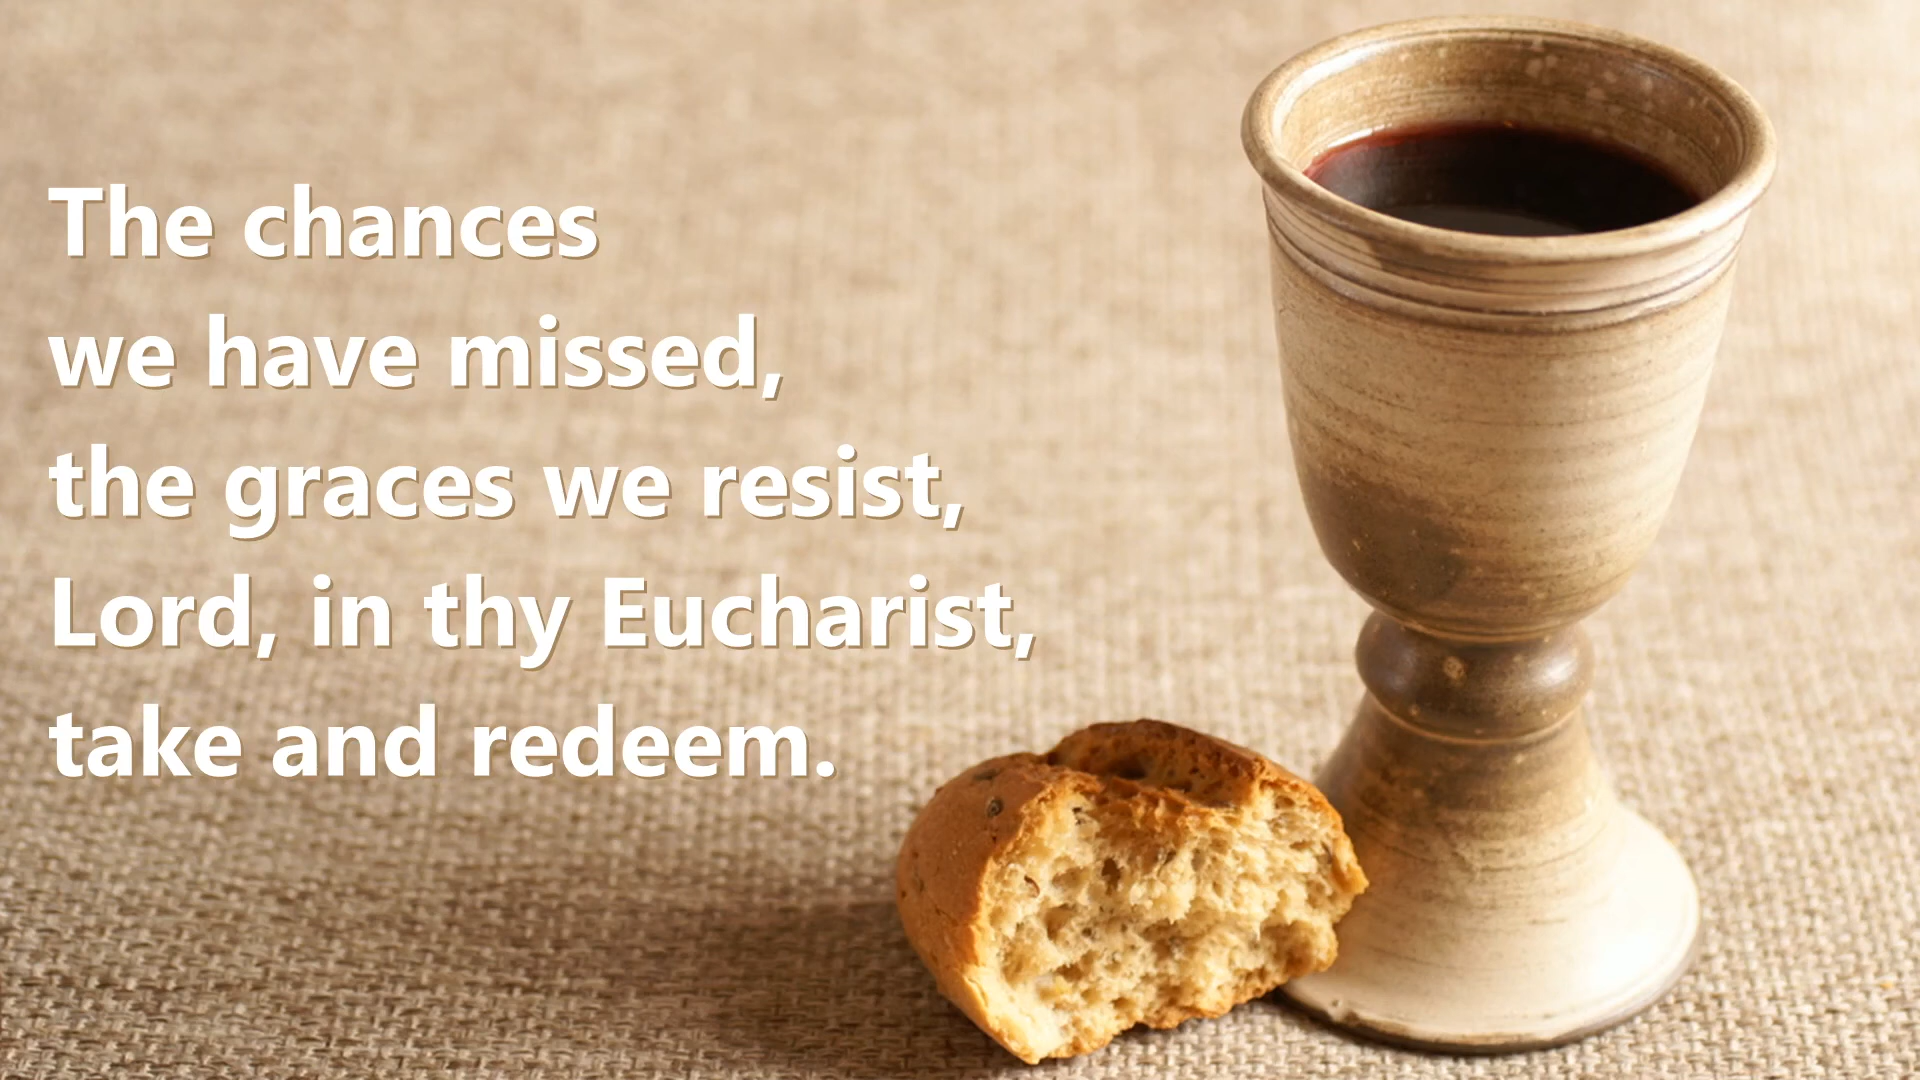 The chances
we have missed,
the graces we resist,
Lord, in thy Eucharist,
take and redeem.